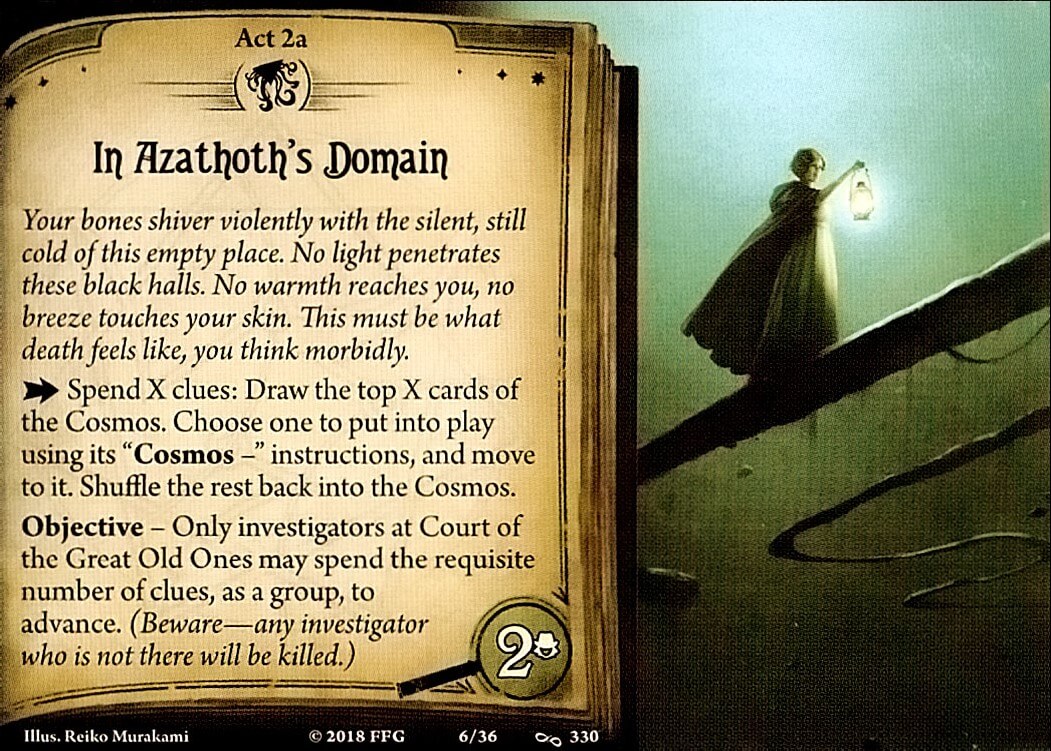 Act 2a
In Azathoth's Domain
Your bones shiver violently with the silent, still
cold of this empty place. No light penetrates
these black halls. No warmth reaches you, no
breeze touches your skin. This must be what
death feels like, you think morbidly.
Spend X clues: Draw the top X cards of
the Cosmos. Choose one to put into play
using its “Cosmos –” instructions, and move
to it. Shuffle the rest back into the Cosmos.
Objective – Only investigators at Court of
the Great Old Ones may spend the requisite
number of clues, as a group, to
advance. (Beware—any investigator
who is not there will be killed.)
2
Illus. Reiko Murakami © 2018 FFG 6/36 330